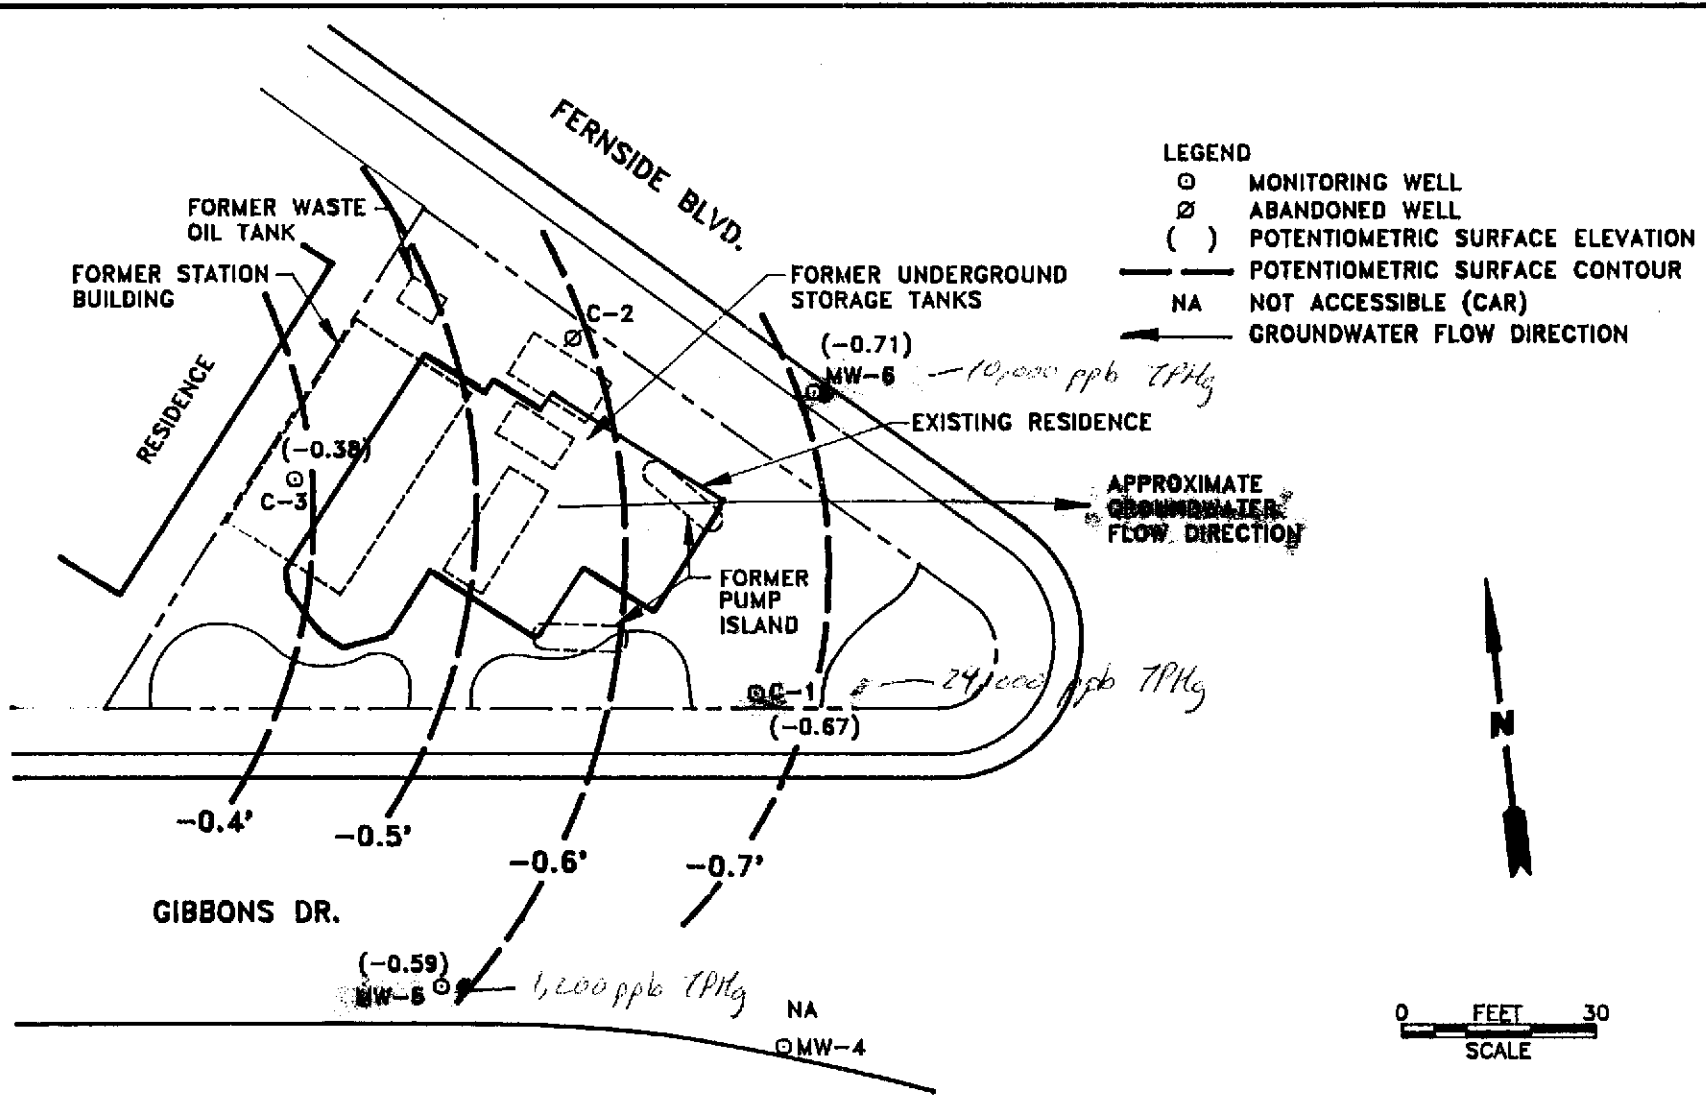 FERNSIDE BLVD.
LEGEND
MONITORING WELL
ABANDONED WELL
( ) POTENTIOMETRIC SURFACE ELEVATION
POTENTIOMETRIC SURFACE CONTOUR
NA NOT ACCESSIBLE (CAR)
GROUNDWATER FLOW DIRECTION
FORMER WASTE
OIL TANK
FORMER STATION
BUILDING
RESIDENCE
FORMER UNDERGROUND
STORAGE TANKS
C-2
(-0.71)
MW-6 10,000 ppb TPHg
EXISTING RESIDENCE
(-0.38)
C-3
APPROXIMATE
GROUNDWATER
FLOW DIRECTION
FORMER
PUMP
ISLAND
C-1
24,000 ppb TPHg
(-0.67)
-0.4'
-0.5'
-0.6'
-0.7'
GIBBONS DR.
(-0.59)
MW-5 1,200 ppb TPHg
NA
MW-4
N
0 FEET 30
SCALE